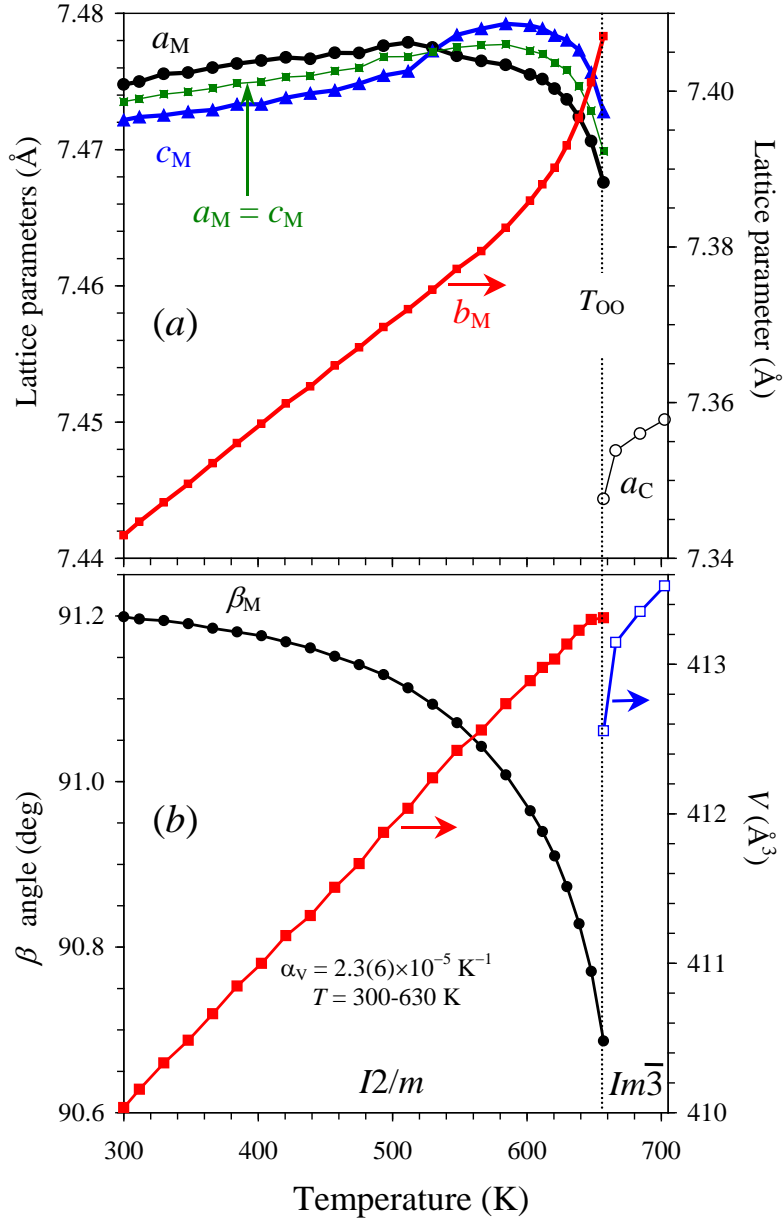 7.48
7.47
7.46
7.45
7.44
Lattice parameters (Å)
a_M
c_M
a_M = c_M
b_M
(a)
T_OO
a_C
7.40
7.38
7.36
7.34
Lattice parameter (Å)
91.2
91.0
90.8
90.6
β angle (deg)
β_M
(b)
α_V = 2.3(6)×10⁻⁵ K⁻¹
T = 300-630 K
I2/m
Im3̅
413
412
411
410
V (Å³)
300 400 500 600 700
Temperature (K)